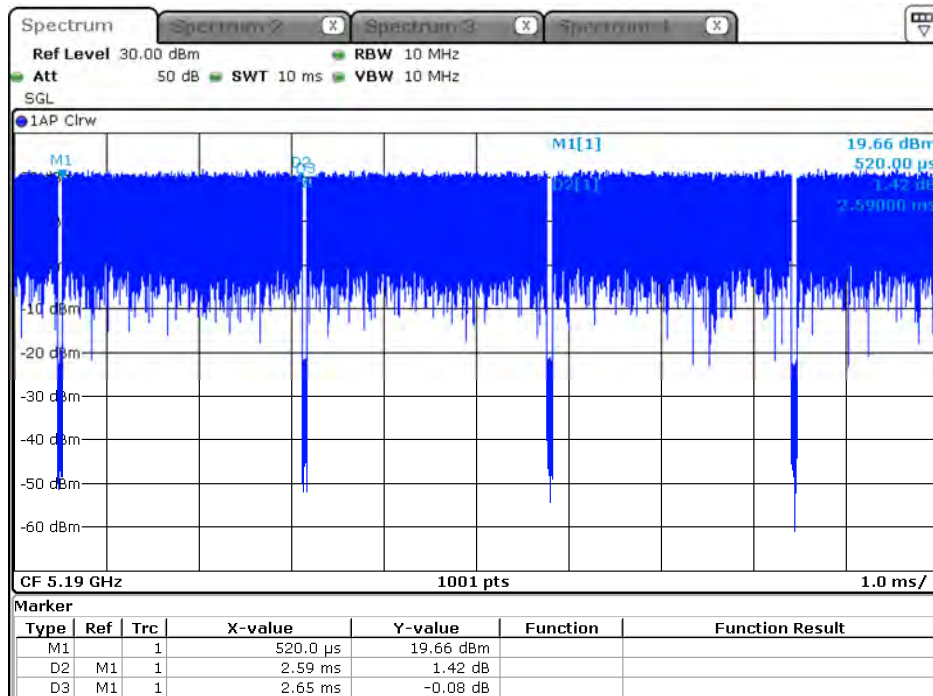 Spectrum Spectrum 2 X Spectrum 3 X Spectrum 4 X
Ref Level 30.00 dBm RBW 10 MHz
Att 50 dB SWT 10 ms VBW 10 MHz
SGL
1AP Clrw
M1[1] 19.66 dBm
520.00 µs
M1 D2
D2[1] 1.42 dB
2.59000 ms
-10 dBm
-20 dBm
-30 dBm
-40 dBm
-50 dBm
-60 dBm
CF 5.19 GHz 1001 pts 1.0 ms/
Marker
Type Ref Trc X-value Y-value Function Function Result
M1 1 520.0 µs 19.66 dBm
D2 M1 1 2.59 ms 1.42 dB
D3 M1 1 2.65 ms -0.08 dB